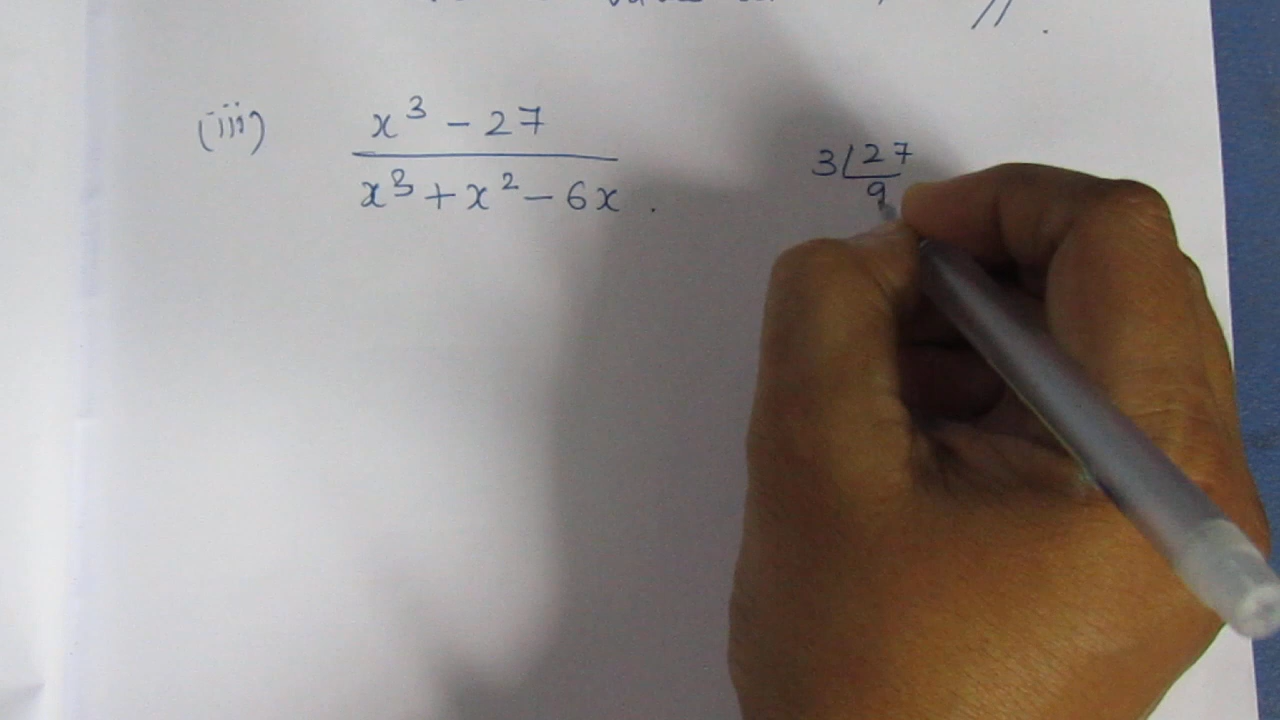 (iii) x³ - 27
x³ + x² - 6x .
3 27
9